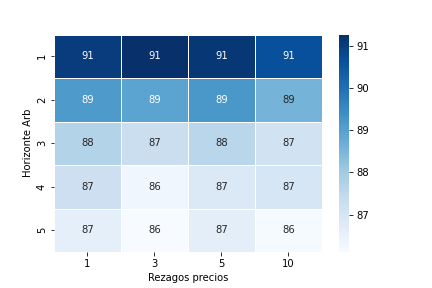 1 91 91 91 91
2 89 89 89 89
3 88 87 88 87
4 87 86 87 87
5 87 86 87 86
1 3 5 10
Rezagos precios
Horizonte Arb
91
90
89
88
87